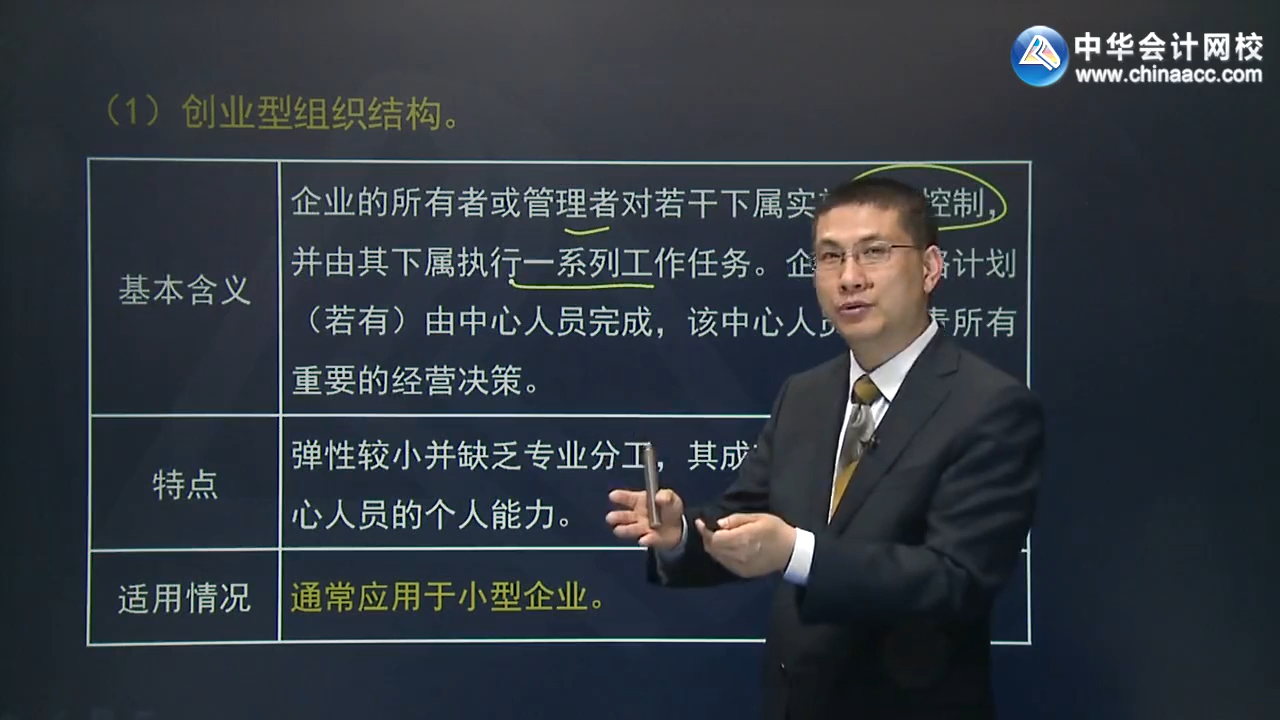 中华会计网校
www.chinaacc.com
（1）创业型组织结构。
基本含义
企业的所有者或管理者对若干下属实 控制，
并由其下属执行一系列工作任务。企 计划
（若有）由中心人员完成，该中心人员 责所有
重要的经营决策。
特点
弹性较小并缺乏专业分工，其成
心人员的个人能力。
适用情况
通常应用于小型企业。